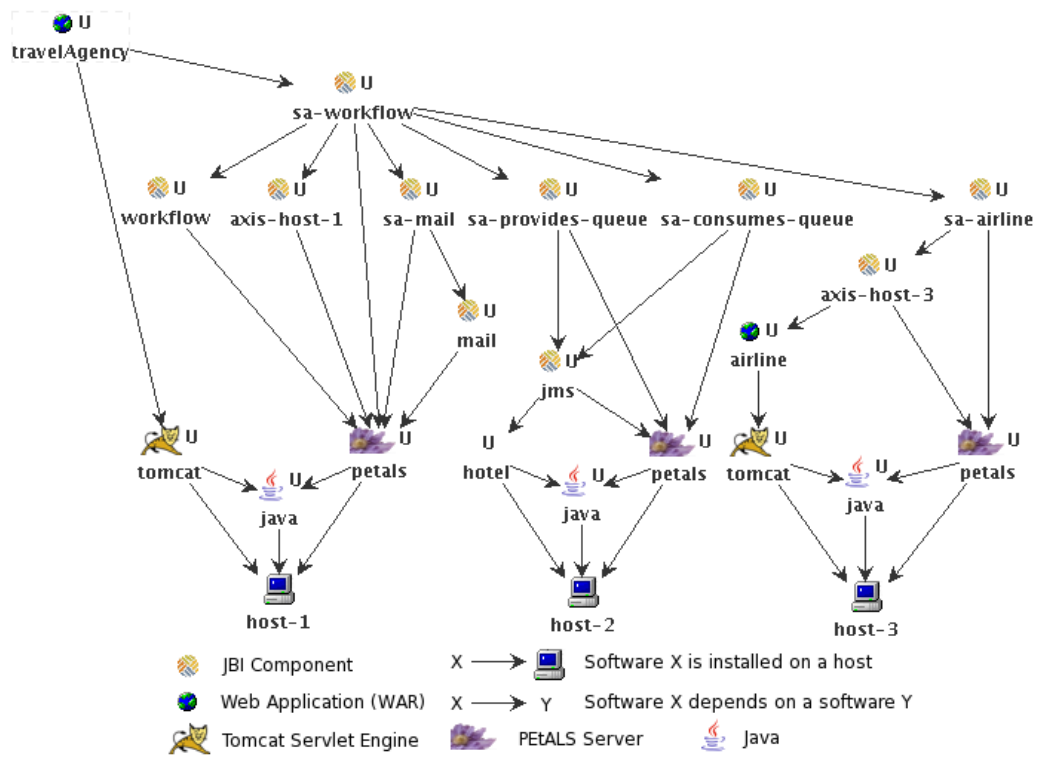 U
travelAgency
U
sa-workflow
U U U U U U
workflow axis-host-1 sa-mail sa-provides-queue sa-consumes-queue sa-airline
U
axis-host-3
U
mail
U
airline
U
jms
U U U U U U
tomcat petals hotel petals tomcat petals
U U U
java java java
host-1 host-2 host-3
JBI Component X Software X is installed on a host
Web Application (WAR) X Y Software X depends on a software Y
Tomcat Servlet Engine PEtALS Server Java